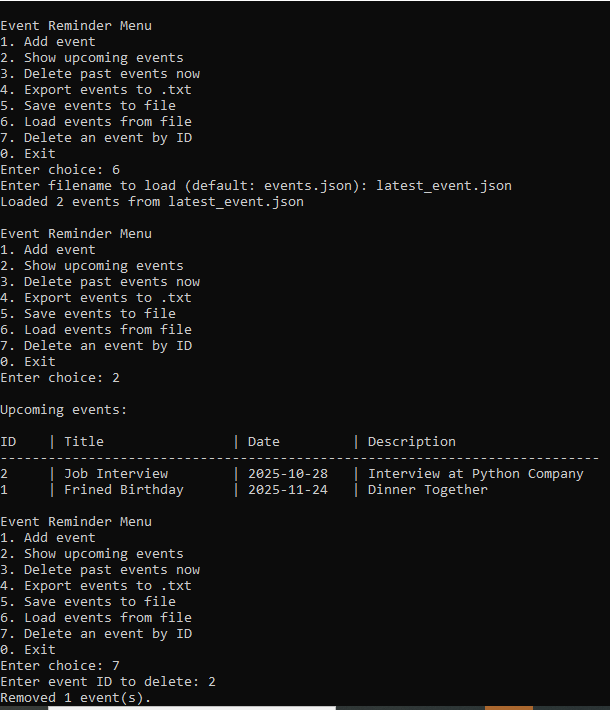 Event Reminder Menu
1. Add event
2. Show upcoming events
3. Delete past events now
4. Export events to .txt
5. Save events to file
6. Load events from file
7. Delete an event by ID
0. Exit
Enter choice: 6
Enter filename to load (default: events.json): latest_event.json
Loaded 2 events from latest_event.json
Event Reminder Menu
1. Add event
2. Show upcoming events
3. Delete past events now
4. Export events to .txt
5. Save events to file
6. Load events from file
7. Delete an event by ID
0. Exit
Enter choice: 2
Upcoming events:
ID    | Title                | Date         | Description
---------------------------------------------------------------------------
2     | Job Interview        | 2025-10-28   | Interview at Python Company
1     | Frined Birthday      | 2025-11-24   | Dinner Together
Event Reminder Menu
1. Add event
2. Show upcoming events
3. Delete past events now
4. Export events to .txt
5. Save events to file
6. Load events from file
7. Delete an event by ID
0. Exit
Enter choice: 7
Enter event ID to delete: 2
Removed 1 event(s).